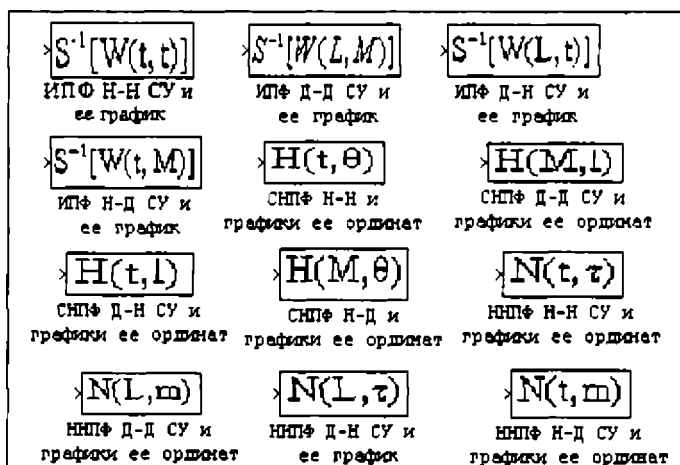 S⁻¹[W(t,t)] S⁻¹[W(L,M)] S⁻¹[W(L,t)]
ИПФ Н-Н СУ и ИПФ Д-Д СУ и ИПФ Д-Н СУ и
ее график ее график ее график
S⁻¹[W(t,M)] H(t,θ) H(M,l)
ИПФ Н-Д СУ и СНПФ Н-Н и СНПФ Д-Д СУ и
ее график графики ее ординат графики ее ординат
H(t,l) H(M,θ) N(t,τ)
СНПФ Д-Н СУ и СНПФ Н-Д и ННПФ Н-Н СУ и
графики ее ординат графики ее ординат графики ее ординат
N(L,m) N(L,τ) N(t,m)
ННПФ Д-Д СУ и ННПФ Д-Н СУ и ННПФ Н-Д СУ и
графики ее ординат ее график графики ее ординат